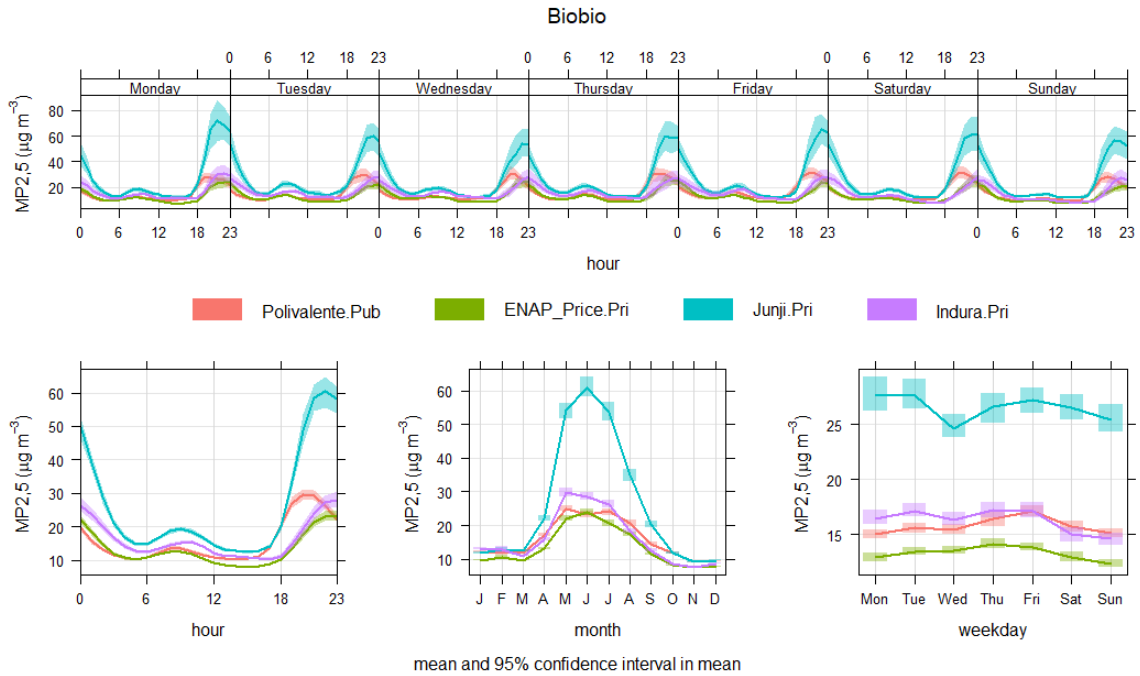 Biobio
0 6 12 18 23 0 6 12 18 23 0 6 12 18 23
Monday Tuesday Wednesday Thursday Friday Saturday Sunday
MP2,5 (μg m⁻³)
80
60
40
20
0 6 12 18 23 0 6 12 18 23 0 6 12 18 23 0 6 12 18 23
hour
Polivalente.Pub ENAP_Price.Pri Junji.Pri Indura.Pri
MP2,5 (μg m⁻³)
60
50
40
30
20
10
0 6 12 18 23
hour
MP2,5 (μg m⁻³)
60
50
40
30
20
10
J F M A M J J A S O N D
month
MP2,5 (μg m⁻³)
25
20
15
Mon Tue Wed Thu Fri Sat Sun
weekday
mean and 95% confidence interval in mean